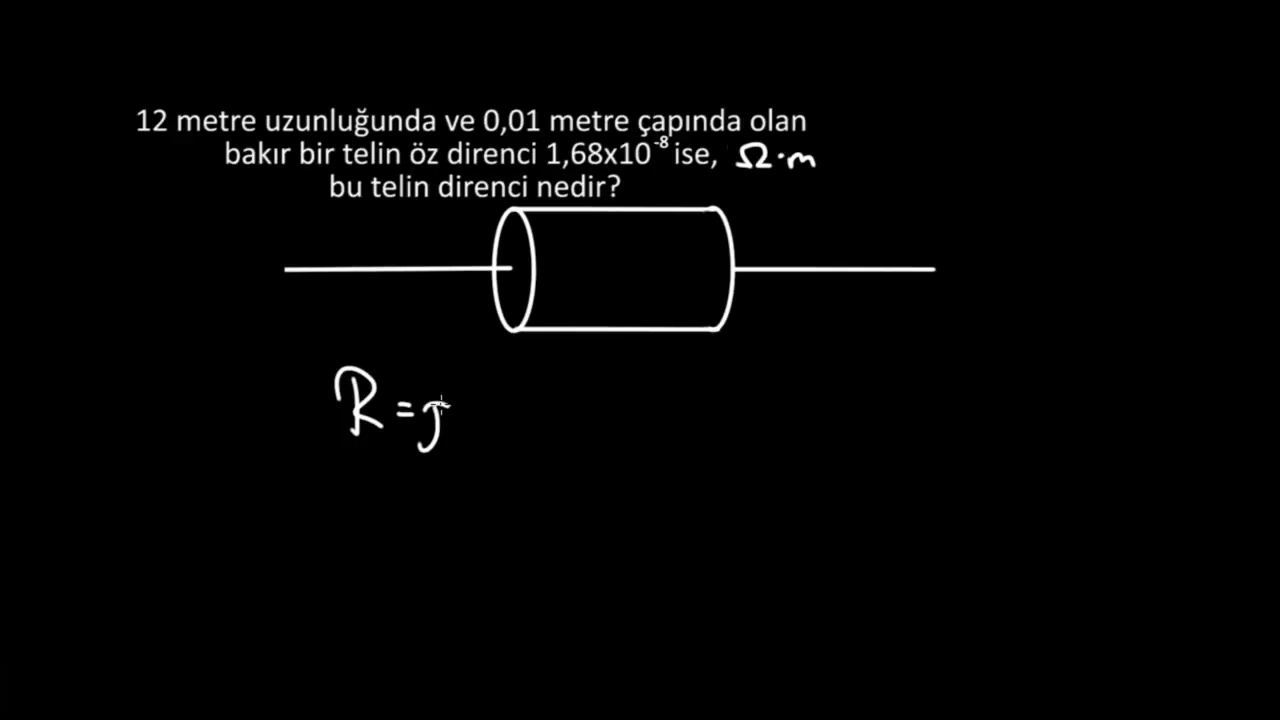 12 metre uzunluğunda ve 0,01 metre çapında olan
bakır bir telin öz direnci 1,68x10⁻⁸ ise, Ω·m
bu telin direnci nedir?
R =